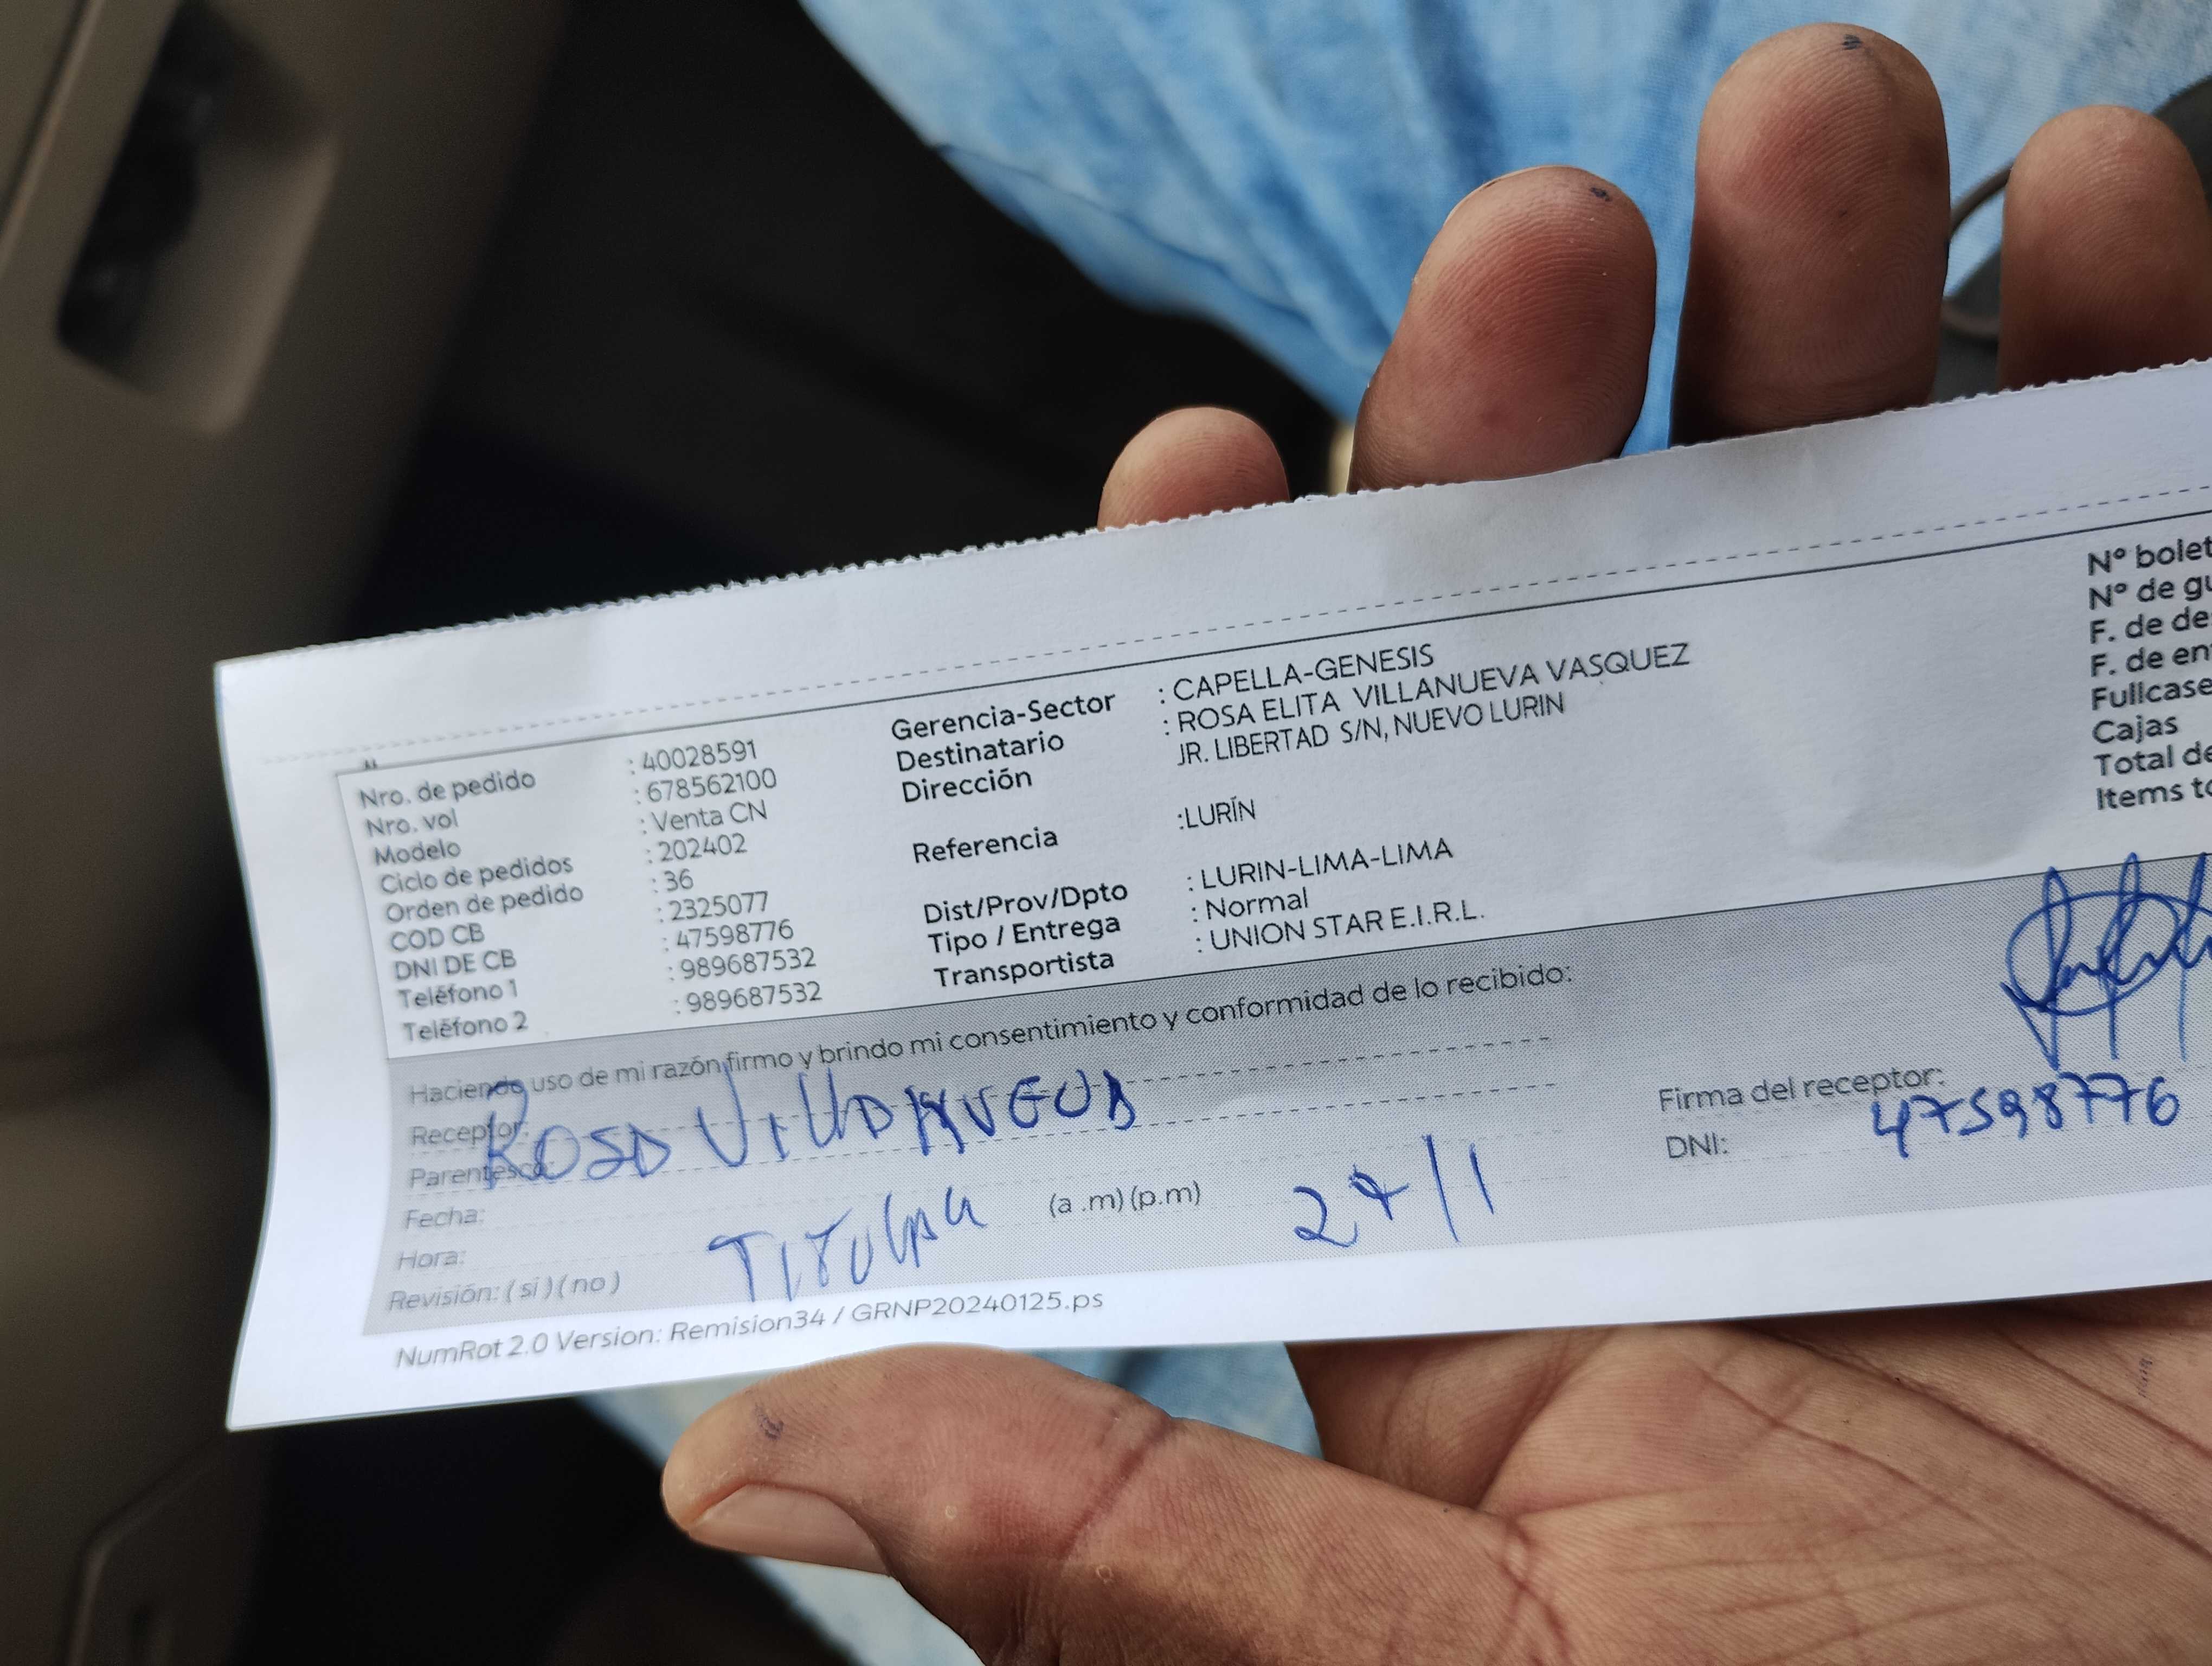 Nro. de pedido : 40028591
Nro. vol : 678562100
Modelo : Venta CN
Ciclo de pedidos : 202402
Orden de pedido : 36
COD CB : 2325077
DNI DE CB : 47598776
Teléfono 1 : 989687532
Teléfono 2 : 989687532
Gerencia-Sector : CAPELLA-GENESIS
Destinatario : ROSA ELITA VILLANUEVA VASQUEZ
Dirección JR. LIBERTAD S/N, NUEVO LURIN
Referencia :LURÍN
Dist/Prov/Dpto : LURIN-LIMA-LIMA
Tipo / Entrega : Normal
Transportista : UNION STAR E.I.R.L.
N° bolet
N° de gu
F. de de
F. de en
Fullcase
Cajas
Total de
Items to
Haciendo uso de mi razón firmo y brindo mi consentimiento y conformidad de lo recibido:
Receptor: ROSA VILLANUEVA
Parentesco:
Fecha:
Hora: (a .m) (p.m)
Revisión: ( si ) ( no ) TITULAR
Firma del receptor:
DNI: 47598776
NumRot 2.0 Version: Remision34 / GRNP20240125.ps